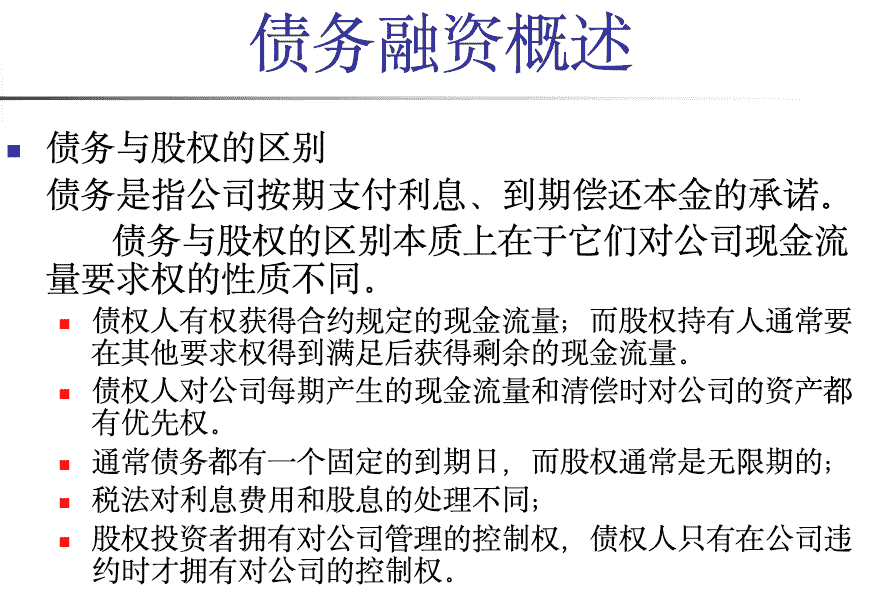 债务融资概述
债务与股权的区别
债务是指公司按期支付利息、到期偿还本金的承诺。
债务与股权的区别本质上在于它们对公司现金流
量要求权的性质不同。
债权人有权获得合约规定的现金流量；而股权持有人通常要
在其他要求权得到满足后获得剩余的现金流量。
债权人对公司每期产生的现金流量和清偿时对公司的资产都
有优先权。
通常债务都有一个固定的到期日，而股权通常是无限期的；
税法对利息费用和股息的处理不同；
股权投资者拥有对公司管理的控制权，债权人只有在公司违
约时才拥有对公司的控制权。